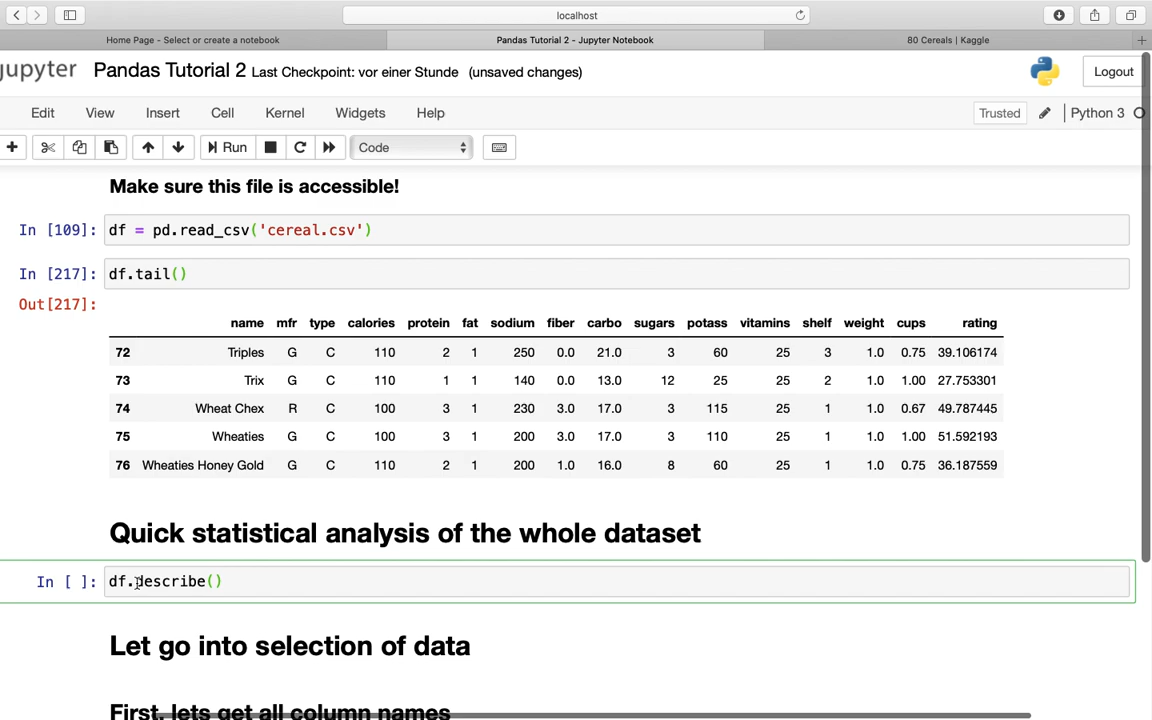 localhost
Home Page - Select or create a notebook
Pandas Tutorial 2 - Jupyter Notebook
80 Cereals | Kaggle
jupyter Pandas Tutorial 2 Last Checkpoint: vor einer Stunde (unsaved changes)
Logout
Edit View Insert Cell Kernel Widgets Help
Trusted
Python 3
Run
Code
Make sure this file is accessible!
In [109]: df = pd.read_csv('cereal.csv')
In [217]: df.tail()
Out[217]:
name mfr type calories protein fat sodium fiber carbo sugars potass vitamins shelf weight cups rating
72 Triples G C 110 2 1 250 0.0 21.0 3 60 25 3 1.0 0.75 39.106174
73 Trix G C 110 1 1 140 0.0 13.0 12 25 25 2 1.0 1.00 27.753301
74 Wheat Chex R C 100 3 1 230 3.0 17.0 3 115 25 1 1.0 0.67 49.787445
75 Wheaties G C 100 3 1 200 3.0 17.0 3 110 25 1 1.0 1.00 51.592193
76 Wheaties Honey Gold G C 110 2 1 200 1.0 16.0 8 60 25 1 1.0 0.75 36.187559
Quick statistical analysis of the whole dataset
In [ ]: df.describe()
Let go into selection of data
First, lets get all column names